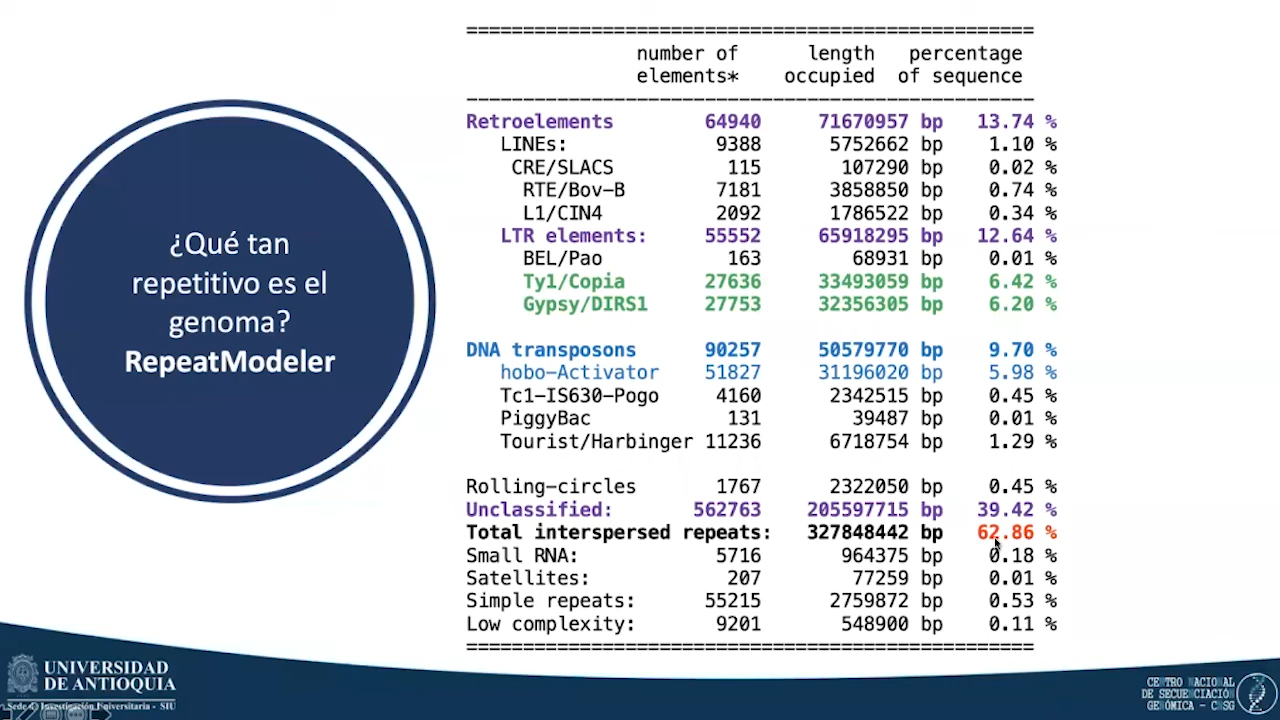 ¿Qué tan
repetitivo es el
genoma?
RepeatModeler
==================================================
number of length percentage
elements* occupied of sequence
--------------------------------------------------
Retroelements 64940 71670957 bp 13.74 %
LINEs: 9388 5752662 bp 1.10 %
CRE/SLACS 115 107290 bp 0.02 %
RTE/Bov-B 7181 3858850 bp 0.74 %
L1/CIN4 2092 1786522 bp 0.34 %
LTR elements: 55552 65918295 bp 12.64 %
BEL/Pao 163 68931 bp 0.01 %
Ty1/Copia 27636 33493059 bp 6.42 %
Gypsy/DIRS1 27753 32356305 bp 6.20 %
DNA transposons 90257 50579770 bp 9.70 %
hobo-Activator 51827 31196020 bp 5.98 %
Tc1-IS630-Pogo 4160 2342515 bp 0.45 %
PiggyBac 131 39487 bp 0.01 %
Tourist/Harbinger 11236 6718754 bp 1.29 %
Rolling-circles 1767 2322050 bp 0.45 %
Unclassified: 562763 205597715 bp 39.42 %
Total interspersed repeats: 327848442 bp 62.86 %
Small RNA: 5716 964375 bp 0.18 %
Satellites: 207 77259 bp 0.01 %
Simple repeats: 55215 2759872 bp 0.53 %
Low complexity: 9201 548900 bp 0.11 %
==================================================
UNIVERSIDAD
DE ANTIOQUIA
Sede de Investigación Universitaria - SIU
CENTRO NACIONAL
DE SECUENCIACIÓN
GENÓMICA - CNSG